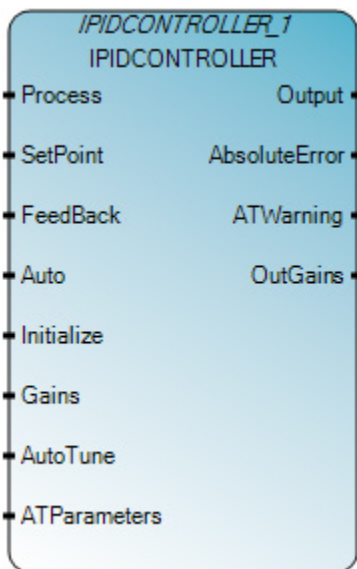 IPIDCONTROLLER_1
IPIDCONTROLLER
Process Output
SetPoint AbsoluteError
FeedBack ATWarning
Auto OutGains
Initialize
Gains
AutoTune
ATParameters